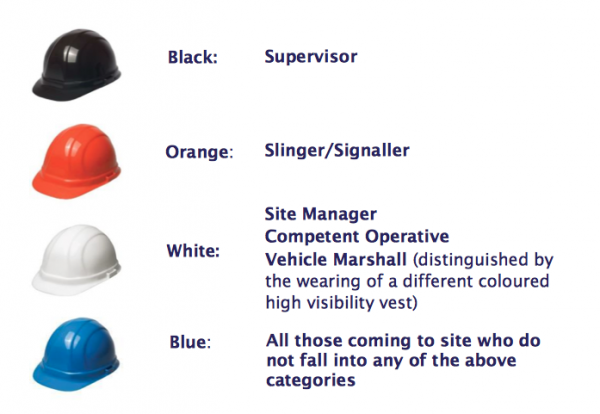 Black: Supervisor
Orange: Slinger/Signaller
Site Manager
Competent Operative
White: Vehicle Marshall (distinguished by
the wearing of a different coloured
high visibility vest)
Blue: All those coming to site who do
not fall into any of the above
categories